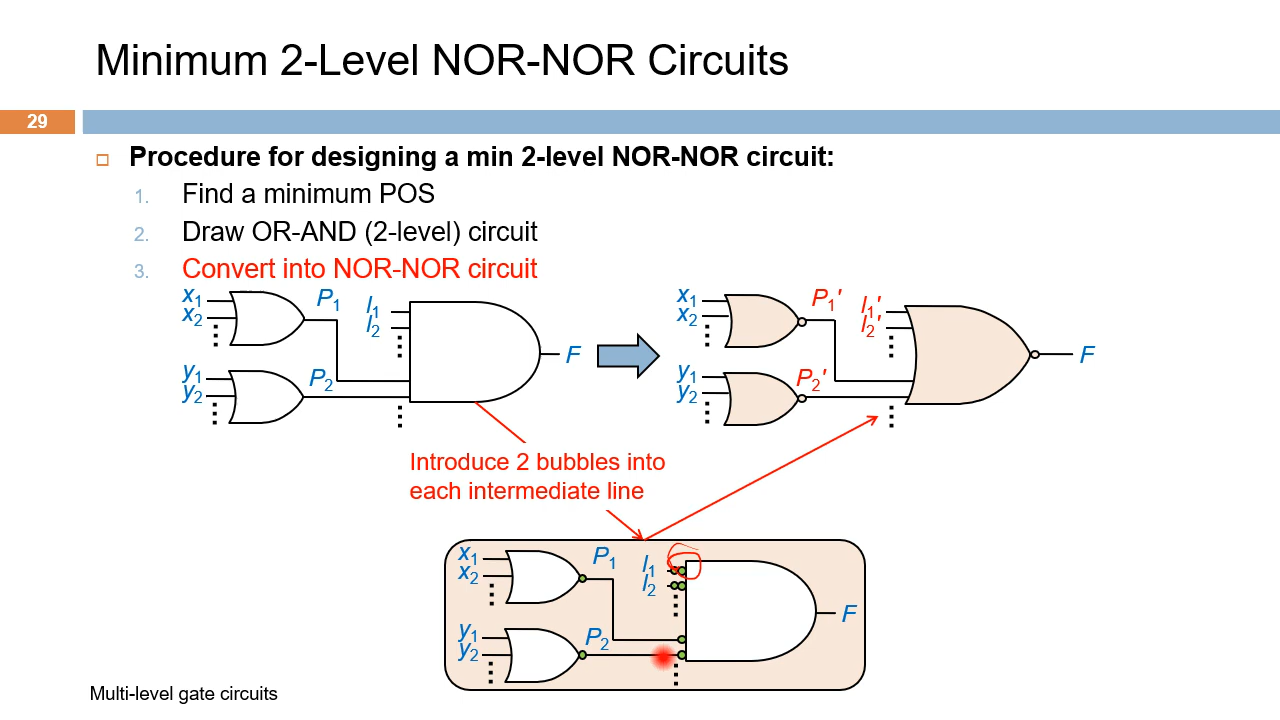 Minimum 2-Level NOR-NOR Circuits
29
Procedure for designing a min 2-level NOR-NOR circuit:
1. Find a minimum POS
2. Draw OR-AND (2-level) circuit
3. Convert into NOR-NOR circuit
x1 P1 l1
x2 l2
F
y1 P2
y2
x1 P1' l1'
x2 l2'
F
y1 P2'
y2
Introduce 2 bubbles into
each intermediate line
x1 P1 l1
x2 l2
F
y1 P2
y2
Multi-level gate circuits